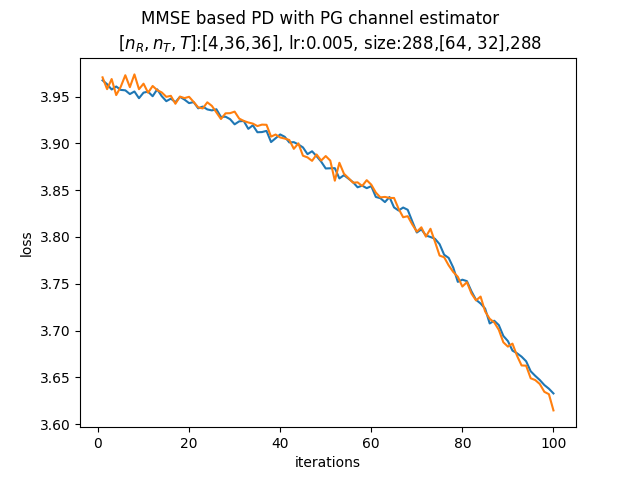 MMSE based PD with PG channel estimator
[n_R, n_T, T]:[4,36,36], lr:0.005, size:288,[64, 32],288
3.95
3.90
3.85
3.80
3.75
3.70
3.65
3.60
loss
0 20 40 60 80 100
iterations